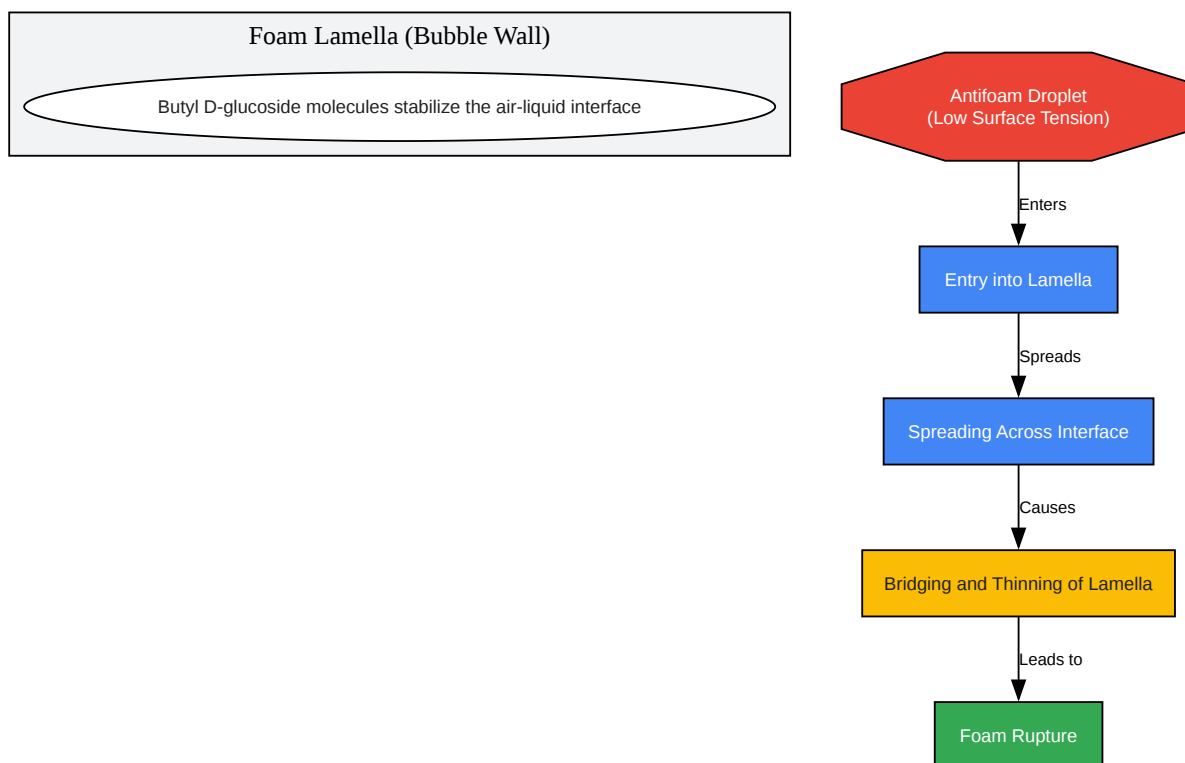 Foam Lamella (Bubble Wall)
Butyl D-glucoside molecules stabilize the air-liquid interface
Antifoam Droplet
(Low Surface Tension)
Enters
Entry into Lamella
Spreads
Spreading Across Interface
Causes
Bridging and Thinning of Lamella
Leads to
Foam Rupture